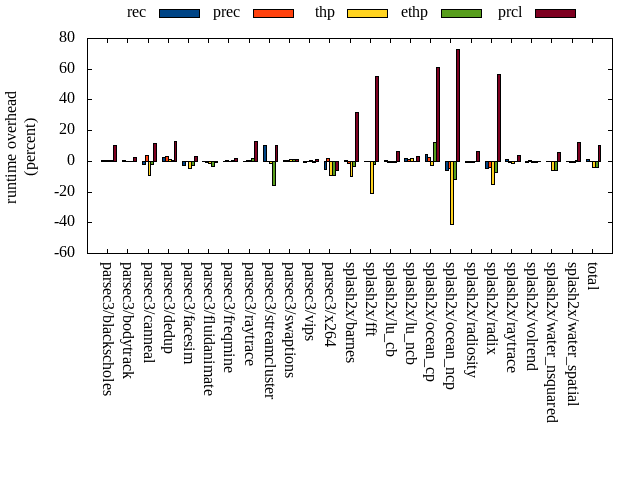 rec prec thp ethp prcl
runtime overhead
(percent)
80
60
40
20
0
-20
-40
-60
parsec3/blackscholes
parsec3/bodytrack
parsec3/canneal
parsec3/dedup
parsec3/facesim
parsec3/fluidanimate
parsec3/freqmine
parsec3/raytrace
parsec3/streamcluster
parsec3/swaptions
parsec3/vips
parsec3/x264
splash2x/barnes
splash2x/fft
splash2x/lu_cb
splash2x/lu_ncb
splash2x/ocean_cp
splash2x/ocean_ncp
splash2x/radiosity
splash2x/radix
splash2x/raytrace
splash2x/volrend
splash2x/water_nsquared
splash2x/water_spatial
total